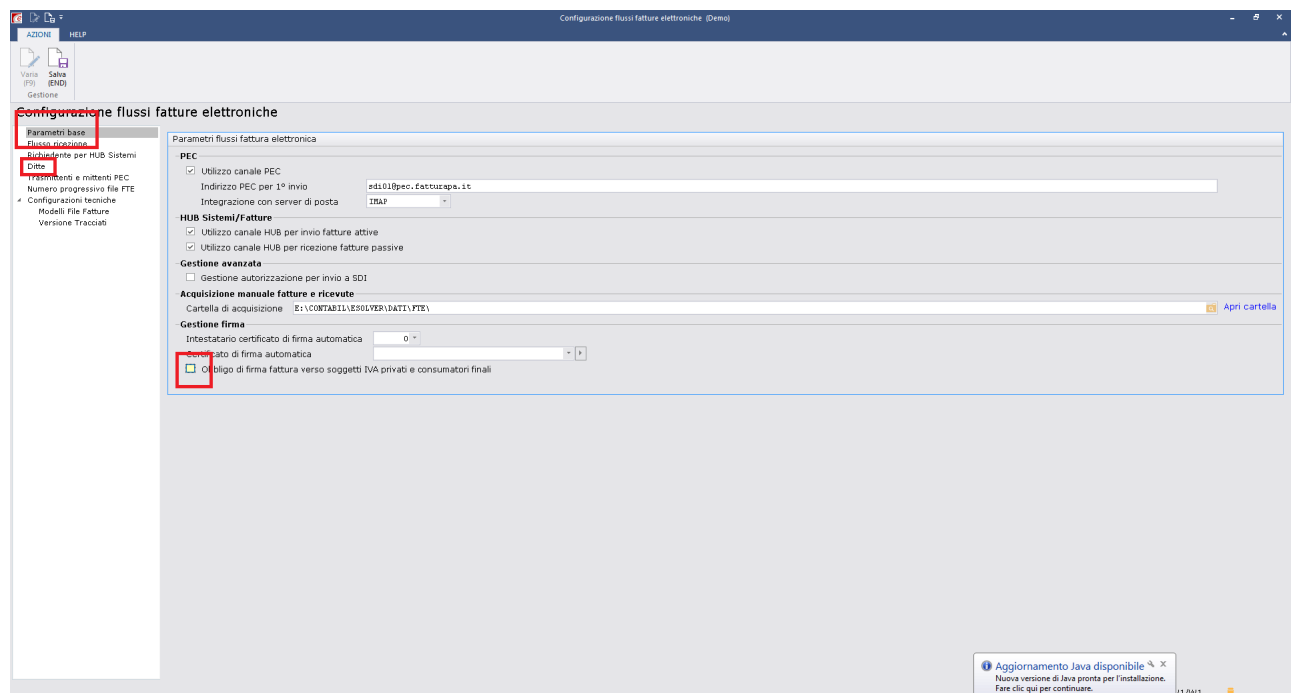 Configurazione flussi fatture elettroniche (Demo)
AZIONI HELP
Varia (F9)
Salva (END)
Gestione
Configurazione flussi fatture elettroniche
Parametri base
Flusso ricezione
Richiedente per HUB Sistemi
Ditte
Trasmittenti e mittenti PEC
Numero progressivo file FTE
Configurazioni tecniche
Modelli File Fatture
Versione Tracciati
Parametri flussi fattura elettronica
PEC
Utilizzo canale PEC
Indirizzo PEC per 1° invio sdi01@pec.fatturapa.it
Integrazione con server di posta IMAP
HUB Sistemi/Fatture
Utilizzo canale HUB per invio fatture attive
Utilizzo canale HUB per ricezione fatture passive
Gestione avanzata
Gestione autorizzazione per invio a SDI
Acquisizione manuale fatture e ricevute
Cartella di acquisizione E:\CONTABIL\ESOLVER\DATI\FTE\ Apri cartella
Gestione firma
Intestatario certificato di firma automatica 0
Certificato di firma automatica
Obbligo di firma fattura verso soggetti IVA privati e consumatori finali
Aggiornamento Java disponibile
Nuova versione di Java pronta per l'installazione.
Fare clic qui per continuare.